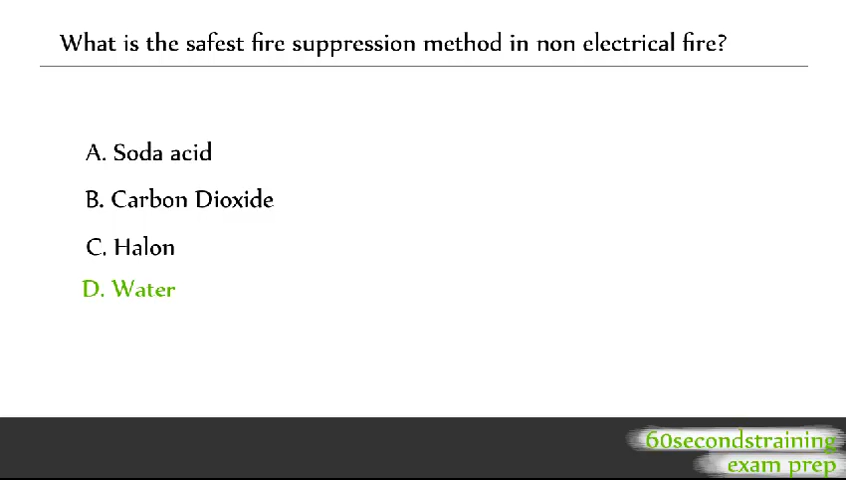 What is the safest fire suppression method in non electrical fire?
A. Soda acid
B. Carbon Dioxide
C. Halon
D. Water
60secondstraining
exam prep